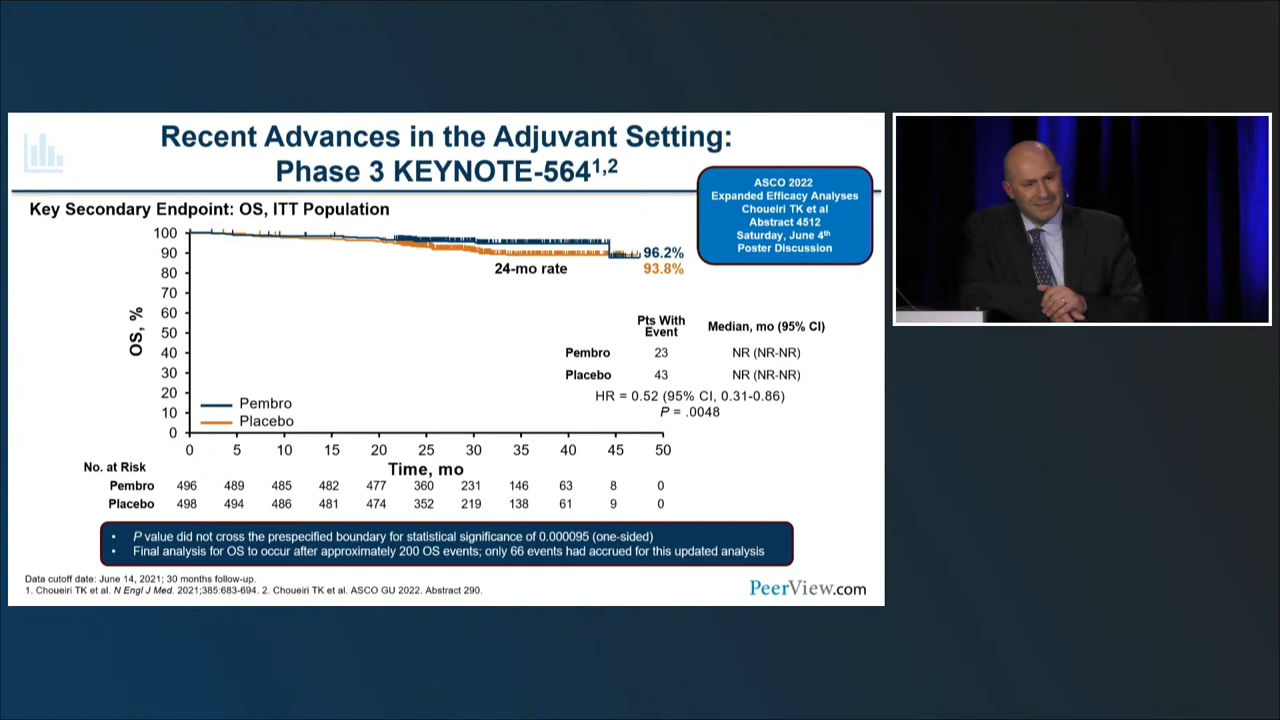 Recent Advances in the Adjuvant Setting:
Phase 3 KEYNOTE-564¹,²
ASCO 2022
Expanded Efficacy Analyses
Choueiri TK et al
Abstract 4512
Saturday, June 4th
Poster Discussion
Key Secondary Endpoint: OS, ITT Population
OS, %
100
90
80
70
60
50
40
30
20
10
0
96.2%
24-mo rate 93.8%
Pts With Event Median, mo (95% CI)
Pembro 23 NR (NR-NR)
Placebo 43 NR (NR-NR)
HR = 0.52 (95% CI, 0.31-0.86)
P = .0048
Pembro
Placebo
0 5 10 15 20 25 30 35 40 45 50
Time, mo
No. at Risk
Pembro 496 489 485 482 477 360 231 146 63 8 0
Placebo 498 494 486 481 474 352 219 138 61 9 0
• P value did not cross the prespecified boundary for statistical significance of 0.000095 (one-sided)
• Final analysis for OS to occur after approximately 200 OS events; only 66 events had accrued for this updated analysis
Data cutoff date: June 14, 2021; 30 months follow-up.
1. Choueiri TK et al. N Engl J Med. 2021;385:683-694. 2. Choueiri TK et al. ASCO GU 2022. Abstract 290.
PeerView.com